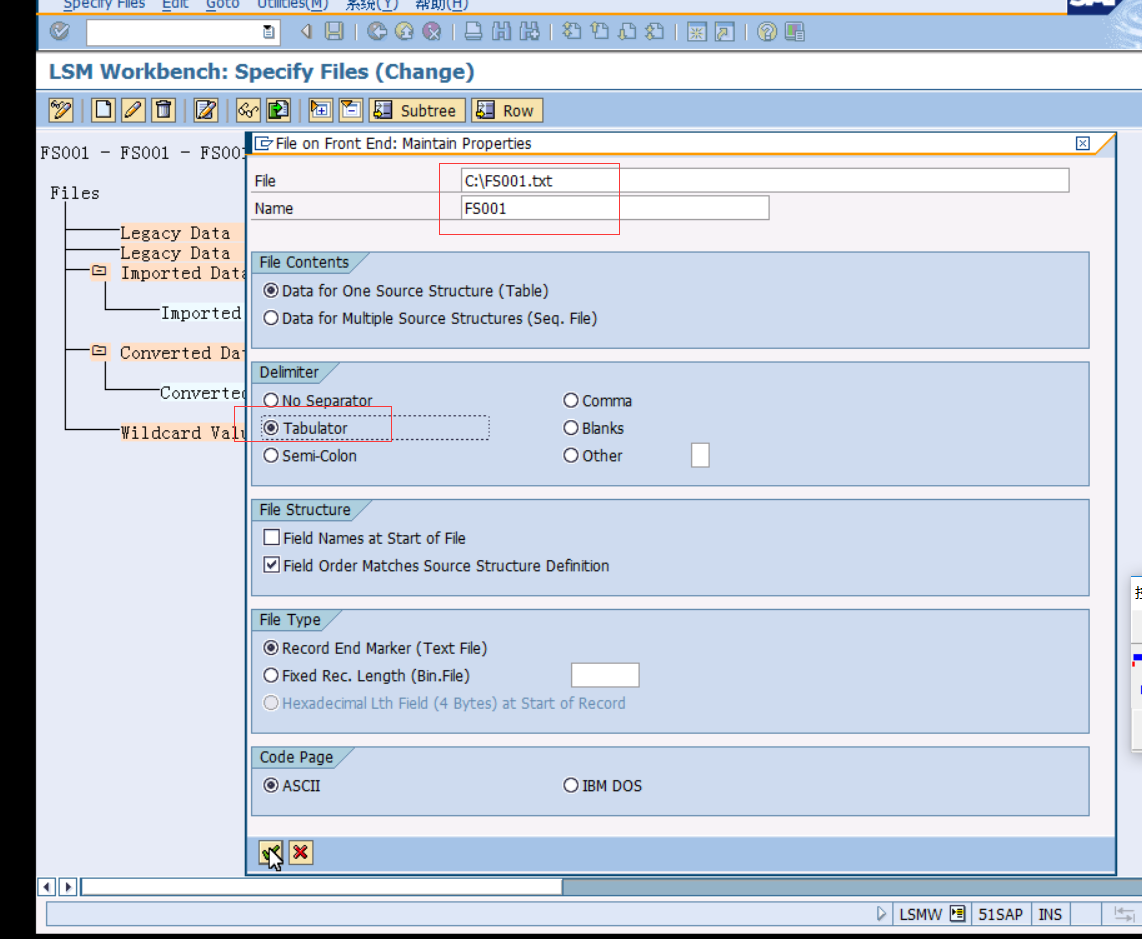 Specify Files Edit Goto Utilities(M) 系统(Y) 帮助(H)
LSM Workbench: Specify Files (Change)
Subtree Row
FS001 - FS001 - FS001
File on Front End: Maintain Properties
File C:\FS001.txt
Name FS001
Files
Legacy Data
Legacy Data
Imported Data
Imported
Converted Dat
Converted
Wildcard Valu
File Contents
Data for One Source Structure (Table)
Data for Multiple Source Structures (Seq. File)
Delimiter
No Separator Comma
Tabulator Blanks
Semi-Colon Other
File Structure
Field Names at Start of File
Field Order Matches Source Structure Definition
File Type
Record End Marker (Text File)
Fixed Rec. Length (Bin.File)
Hexadecimal Lth Field (4 Bytes) at Start of Record
Code Page
ASCII IBM DOS
LSMW 51SAP INS